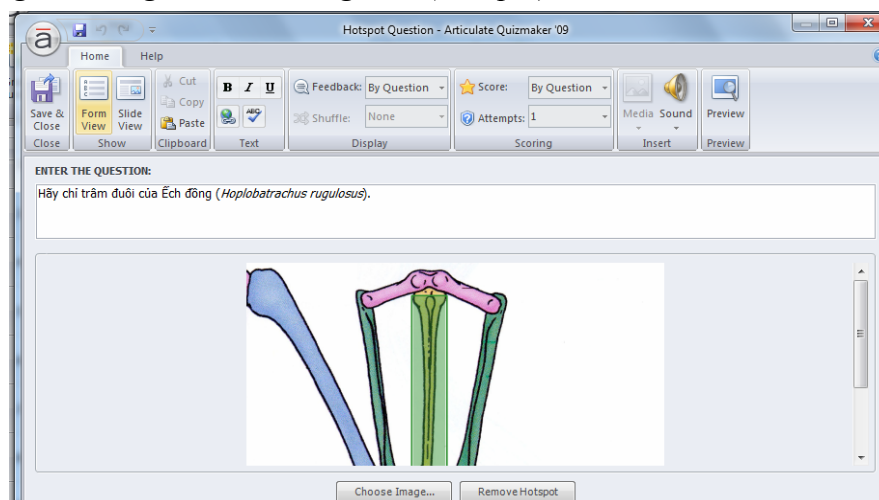 Hotspot Question - Articulate Quizmaker '09
Home Help
Save & Close
Form View
Slide View
Cut
Copy
Paste
B I U
ABC
Feedback: By Question
Shuffle: None
Score: By Question
Attempts: 1
Media Sound
Preview
Close Show Clipboard Text Display Scoring Insert Preview
ENTER THE QUESTION:
Hãy chỉ trâm đuôi của Ếch đồng (Hoplobatrachus rugulosus).
Choose Image... Remove Hotspot